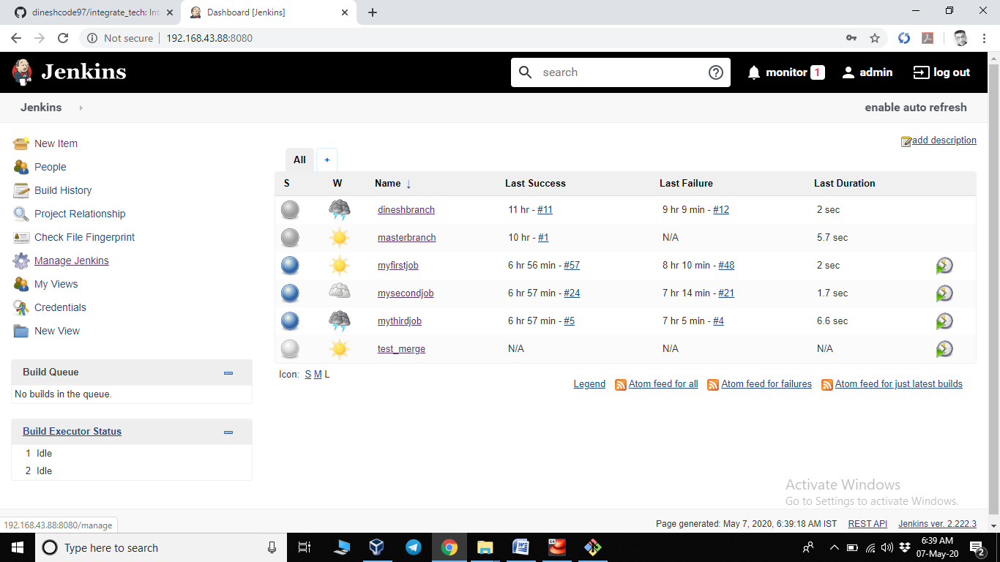 dineshcode97/integrate_tech: Int
Dashboard [Jenkins]
Not secure
192.168.43.88:8080
Jenkins
search
monitor 1
admin
log out
Jenkins
enable auto refresh
New Item
People
Build History
Project Relationship
Check File Fingerprint
Manage Jenkins
My Views
Credentials
New View
Build Queue
No builds in the queue.
Build Executor Status
1 Idle
2 Idle
add description
All +
S W Name ↓ Last Success Last Failure Last Duration
dineshbranch 11 hr - #11 9 hr 9 min - #12 2 sec
masterbranch 10 hr - #1 N/A 5.7 sec
myfirstjob 6 hr 56 min - #57 8 hr 10 min - #48 2 sec
mysecondjob 6 hr 57 min - #24 7 hr 14 min - #21 1.7 sec
mythirdjob 6 hr 57 min - #5 7 hr 5 min - #4 6.6 sec
test_merge N/A N/A N/A
Icon: S M L
Legend Atom feed for all Atom feed for failures Atom feed for just latest builds
Activate Windows
Go to Settings to activate Windows.
192.168.43.88:8080/manage
Page generated: May 7, 2020, 6:39:18 AM IST REST API Jenkins ver. 2.222.3
Type here to search
6:39 AM
07-May-20
2